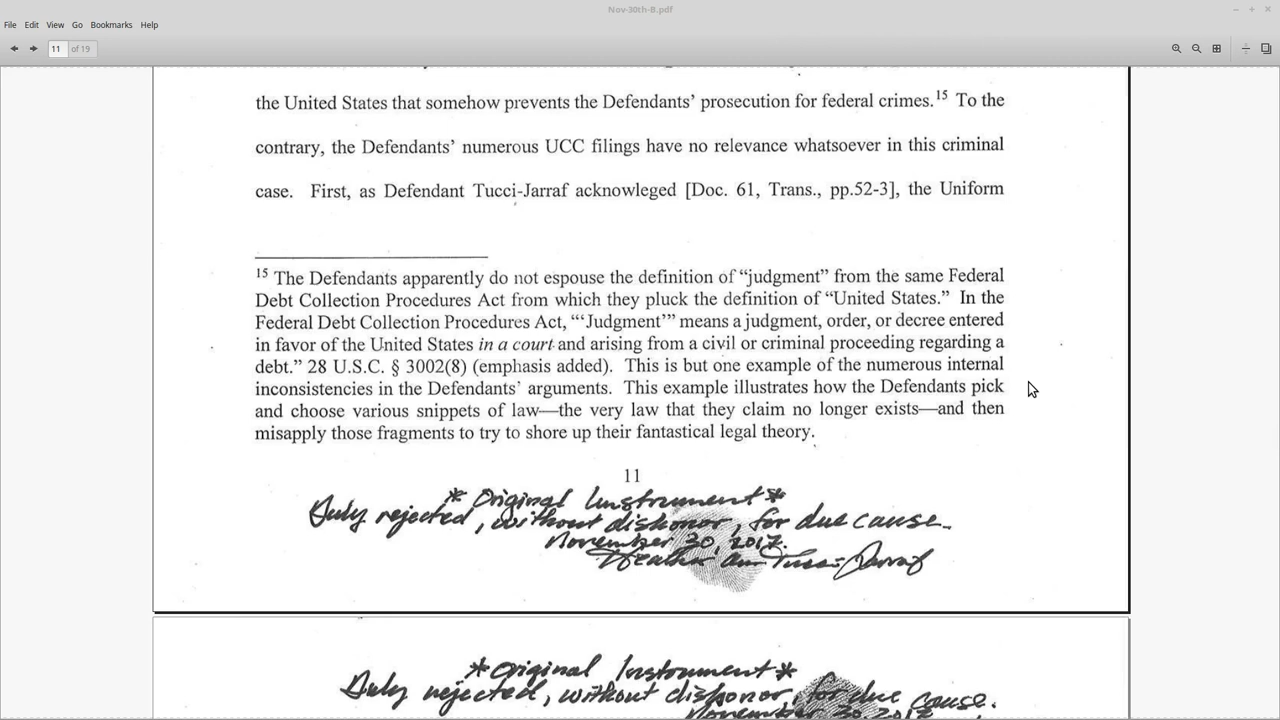 Nov-30th-B.pdf
File Edit View Go Bookmarks Help
11 of 19
the United States that somehow prevents the Defendants’ prosecution for federal crimes.15 To the
contrary, the Defendants’ numerous UCC filings have no relevance whatsoever in this criminal
case. First, as Defendant Tucci-Jarraf acknowleged [Doc. 61, Trans., pp.52-3], the Uniform
15 The Defendants apparently do not espouse the definition of “judgment” from the same Federal
Debt Collection Procedures Act from which they pluck the definition of “United States.” In the
Federal Debt Collection Procedures Act, “‘Judgment’” means a judgment, order, or decree entered
in favor of the United States in a court and arising from a civil or criminal proceeding regarding a
debt.” 28 U.S.C. § 3002(8) (emphasis added). This is but one example of the numerous internal
inconsistencies in the Defendants’ arguments. This example illustrates how the Defendants pick
and choose various snippets of law—the very law that they claim no longer exists—and then
misapply those fragments to try to shore up their fantastical legal theory.
11
*Original Instrument*
Duly rejected, without dishonor, for due cause.
November 30, 2017.
Heather Ann Tucci-Jarraf
*Original Instrument*
Duly rejected, without dishonor, for due cause.
November 30, 2017